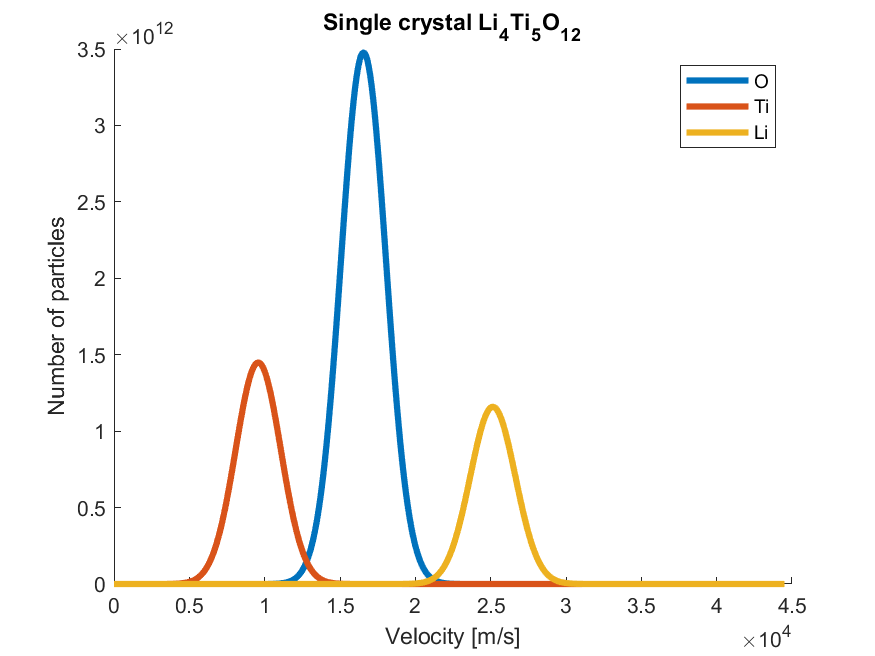 Single crystal Li4Ti5O12
×10^12
3.5
3
2.5
2
1.5
1
0.5
0
Number of particles
O
Ti
Li
0 0.5 1 1.5 2 2.5 3 3.5 4 4.5
Velocity [m/s]
×10^4